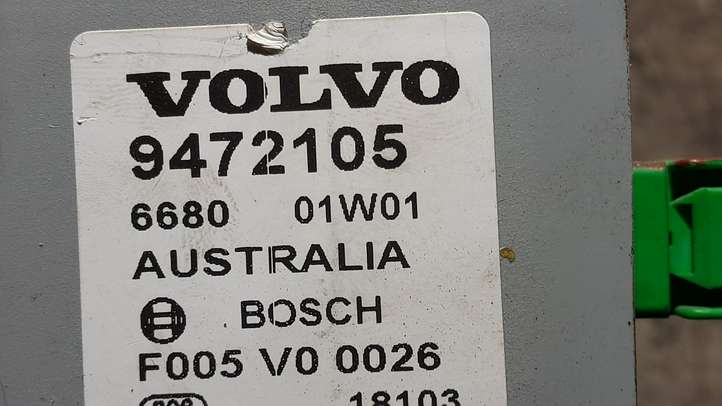 VOLVO
9472105
6680 01W01
AUSTRALIA
BOSCH
F005 V0 0026
18103